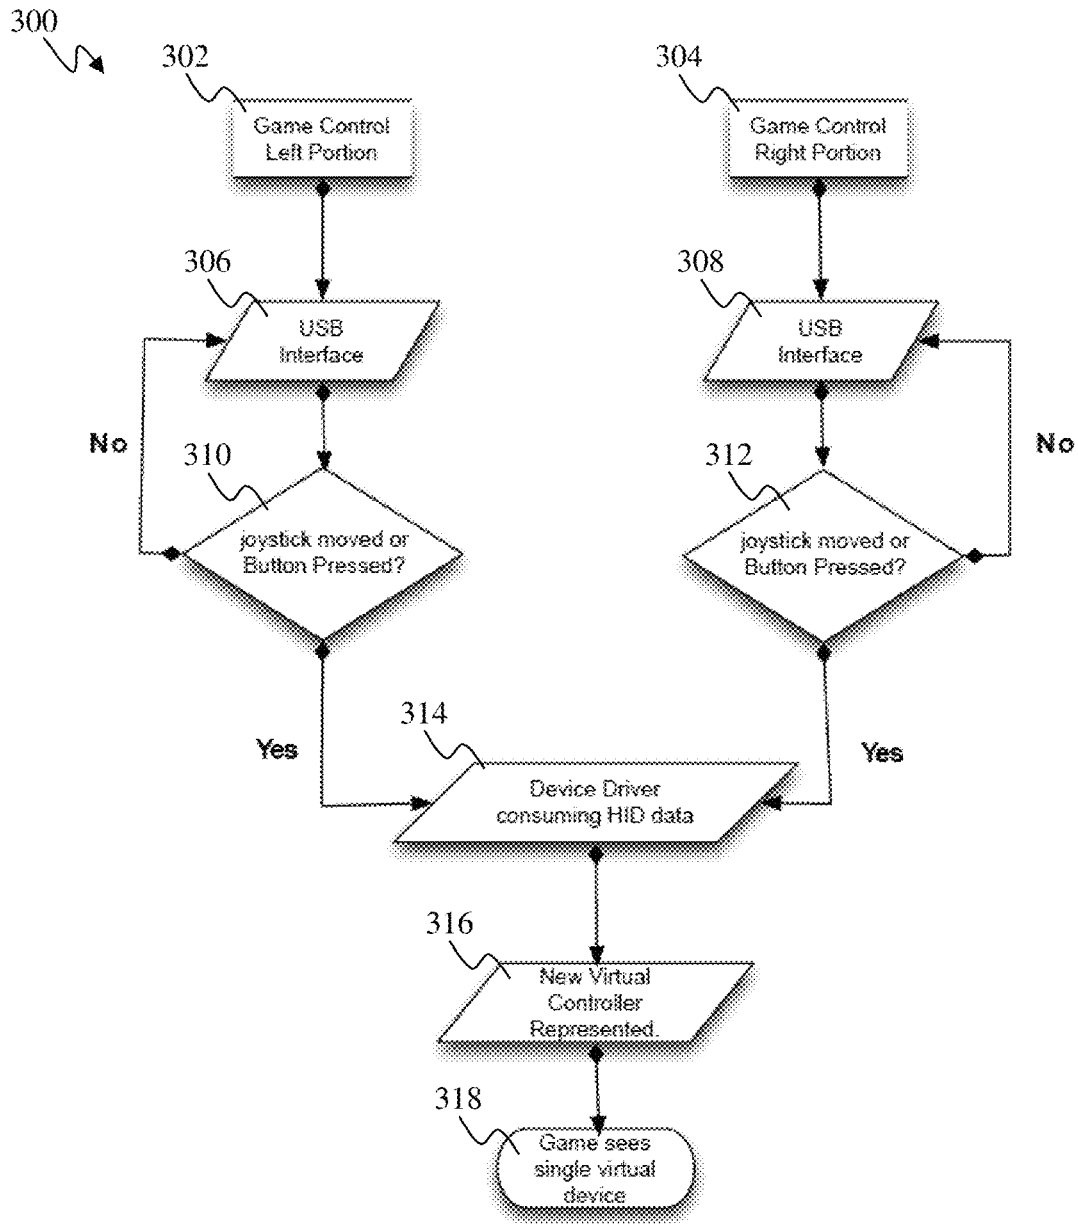 300
302
304
Game Control
Left Portion
Game Control
Right Portion
306
308
USB
Interface
USB
Interface
No
No
310
312
joystick moved or
Button Pressed?
joystick moved or
Button Pressed?
Yes
Yes
314
Device Driver
consuming HID data
316
New Virtual
Controller
Represented.
318
Game sees
single virtual
device